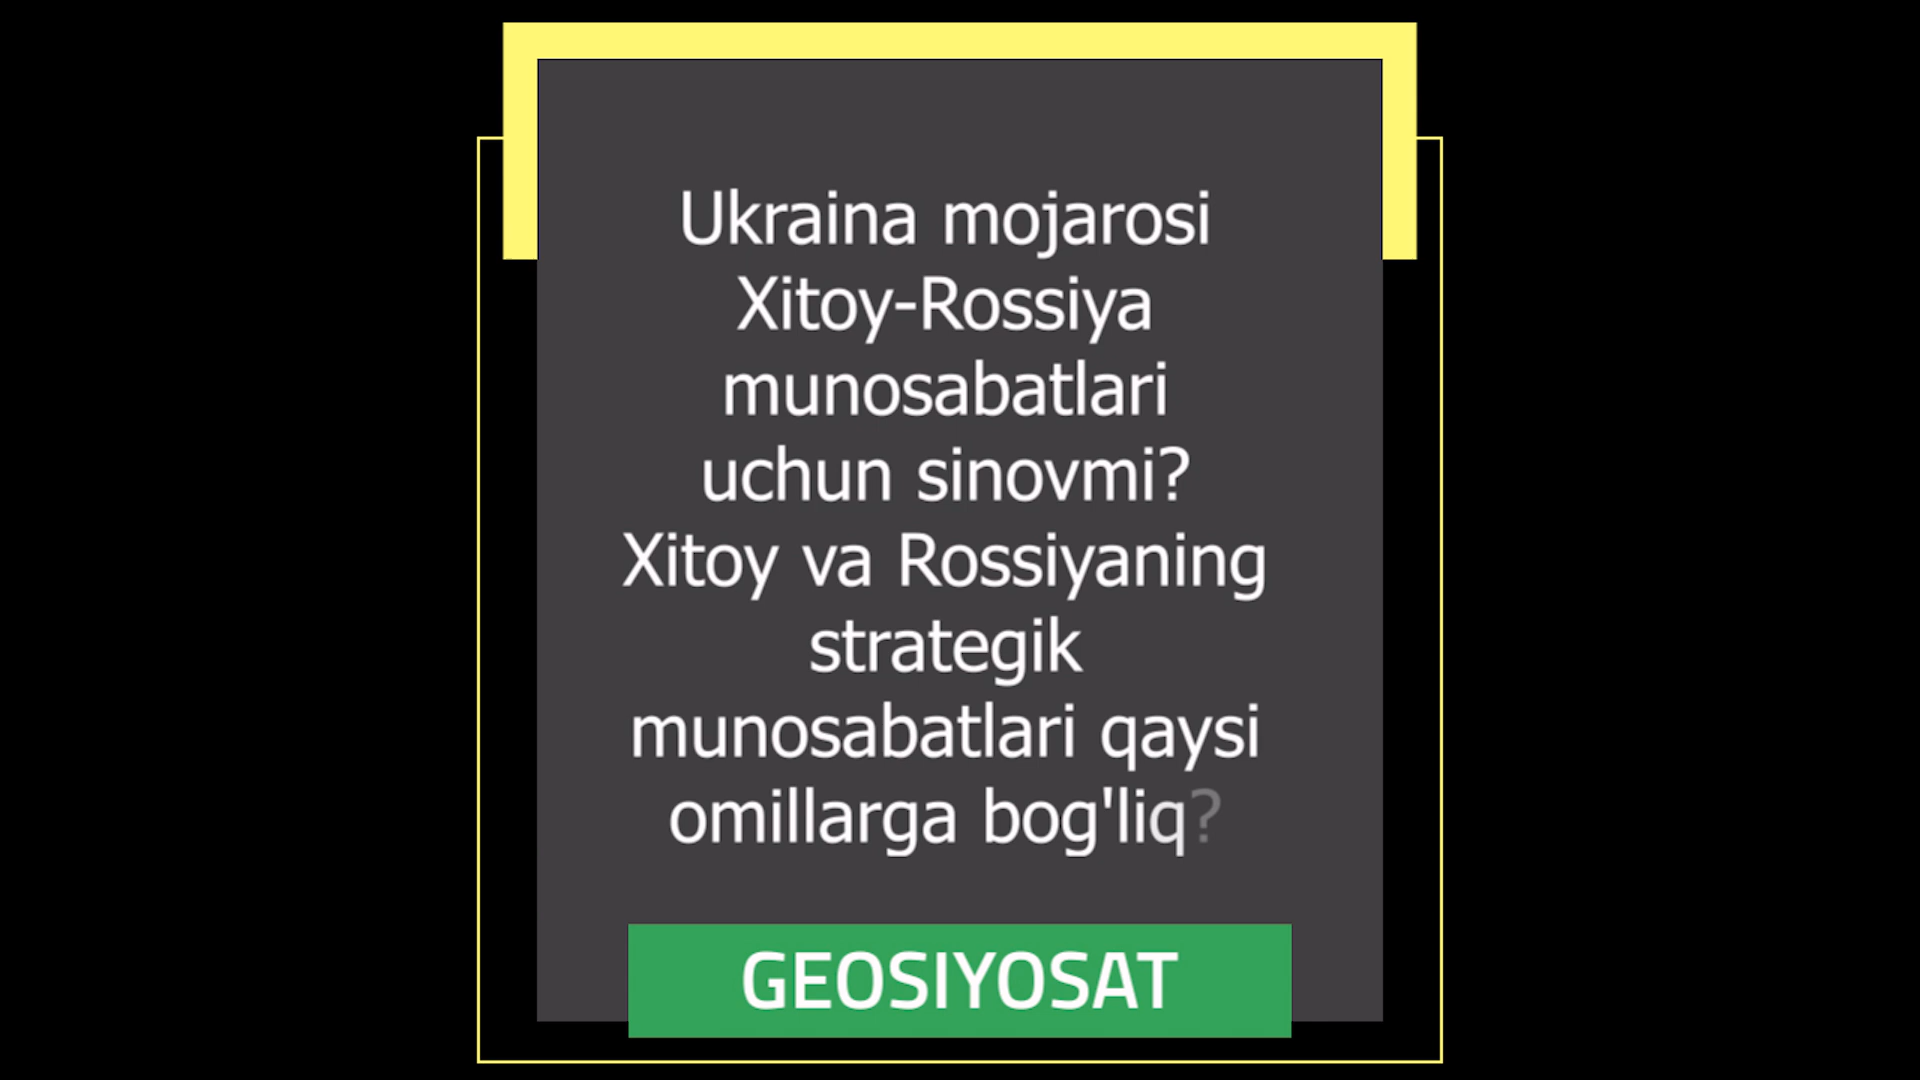 Ukraina mojarosi
Xitoy-Rossiya
munosabatlari
uchun sinovmi?
Xitoy va Rossiyaning
strategik
munosabatlari qaysi
omillarga bog'liq?
GEOSIYOSAT